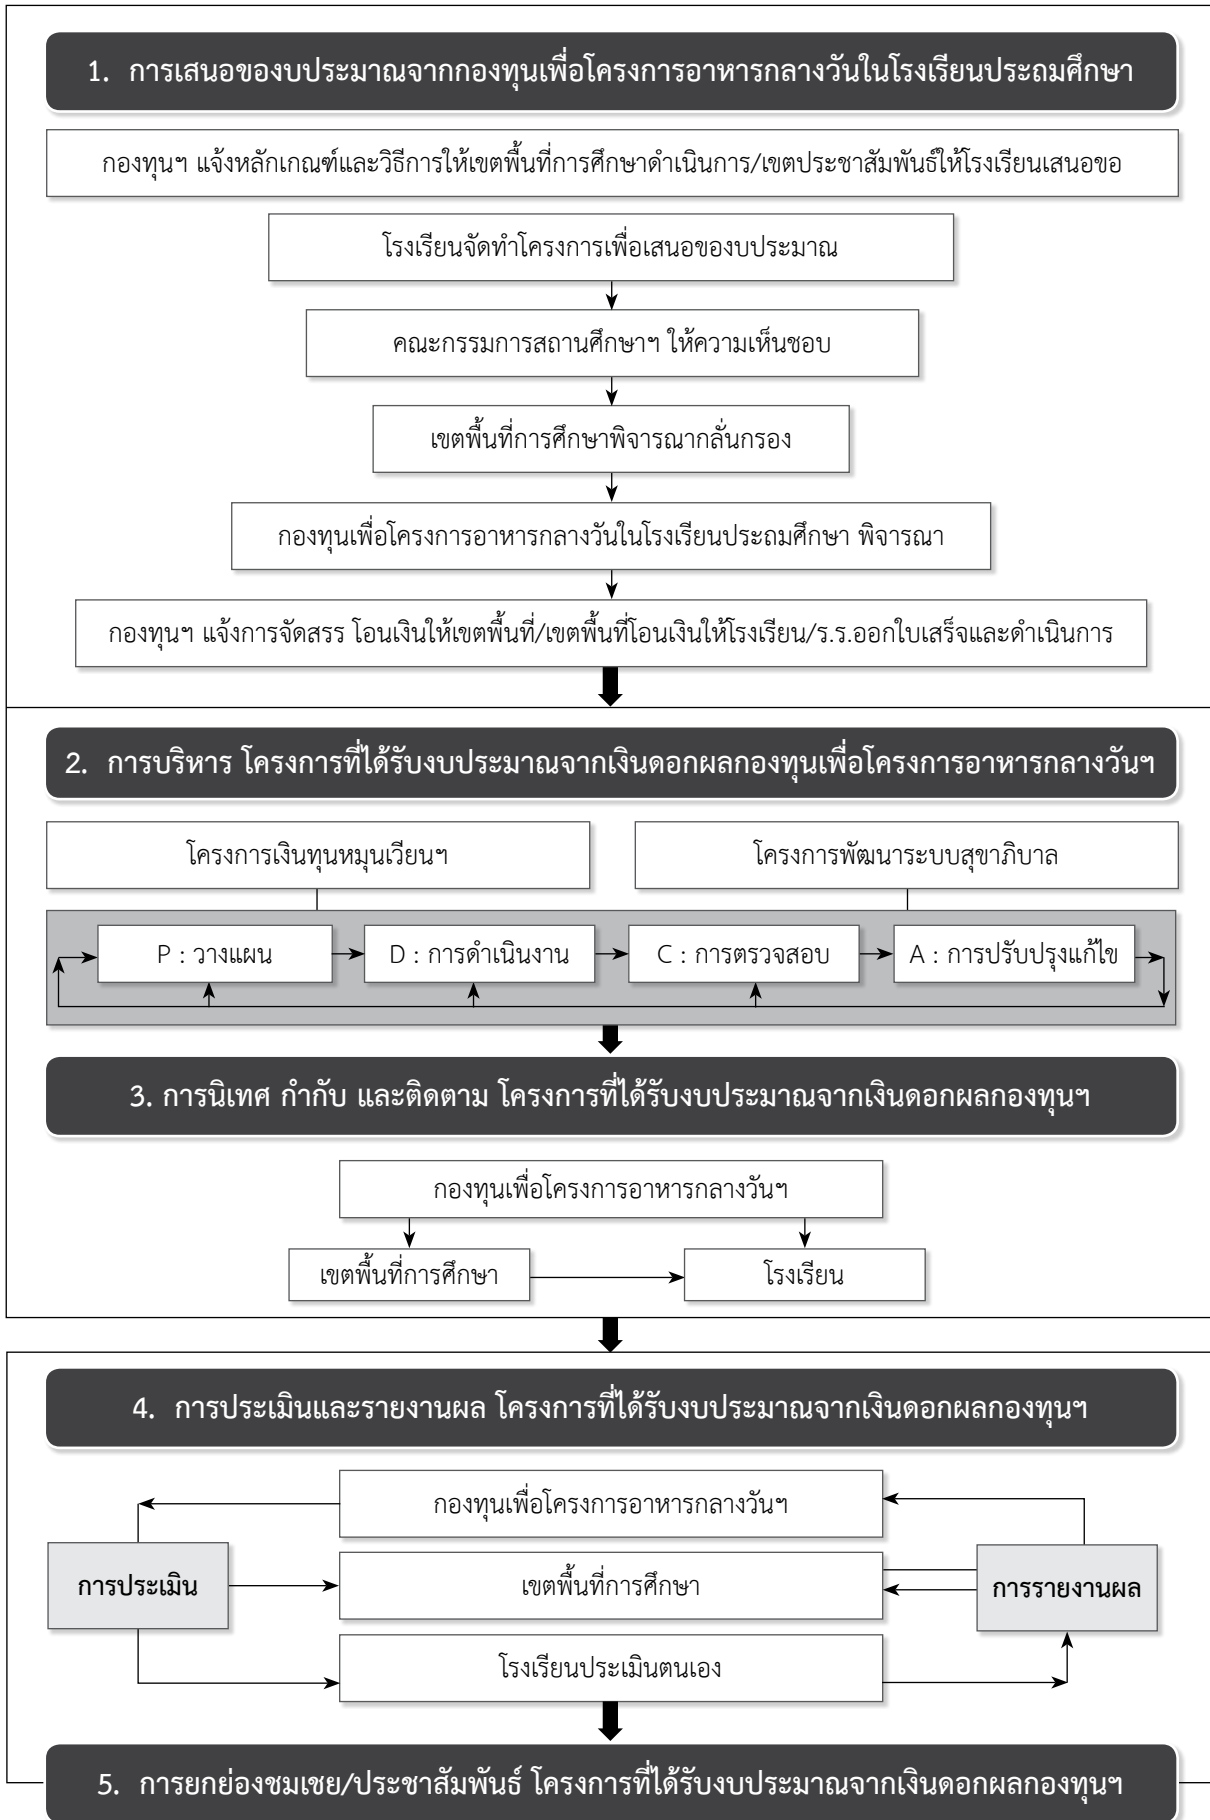 1. การเสนอของบประมาณจากกองทุนเพื่อโครงการอาหารกลางวันในโรงเรียนประถมศึกษา
กองทุนฯ แจ้งหลักเกณฑ์และวิธีการให้เขตพื้นที่การศึกษาดำเนินการ/เขตประชาสัมพันธ์ให้โรงเรียนเสนอขอ
โรงเรียนจัดทำโครงการเพื่อเสนอของบประมาณ
คณะกรรมการสถานศึกษาฯ ให้ความเห็นชอบ
เขตพื้นที่การศึกษาพิจารณากลั่นกรอง
กองทุนเพื่อโครงการอาหารกลางวันในโรงเรียนประถมศึกษา พิจารณา
กองทุนฯ แจ้งการจัดสรร โอนเงินให้เขตพื้นที่/เขตพื้นที่โอนเงินให้โรงเรียน/ร.ร.ออกใบเสร็จและดำเนินการ
2. การบริหาร โครงการที่ได้รับงบประมาณจากเงินดอกผลกองทุนเพื่อโครงการอาหารกลางวันฯ
โครงการเงินทุนหมุนเวียนฯ
โครงการพัฒนาระบบสุขาภิบาล
P : วางแผน
D : การดำเนินงาน
C : การตรวจสอบ
A : การปรับปรุงแก้ไข
3. การนิเทศ กำกับ และติดตาม โครงการที่ได้รับงบประมาณจากเงินดอกผลกองทุนฯ
กองทุนเพื่อโครงการอาหารกลางวันฯ
เขตพื้นที่การศึกษา
โรงเรียน
4. การประเมินและรายงานผล โครงการที่ได้รับงบประมาณจากเงินดอกผลกองทุนฯ
กองทุนเพื่อโครงการอาหารกลางวันฯ
การประเมิน
เขตพื้นที่การศึกษา
การรายงานผล
โรงเรียนประเมินตนเอง
5. การยกย่องชมเชย/ประชาสัมพันธ์ โครงการที่ได้รับงบประมาณจากเงินดอกผลกองทุนฯ